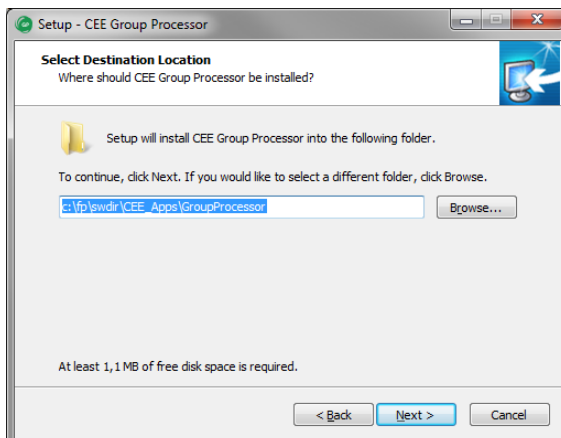 Setup - CEE Group Processor
Select Destination Location
Where should CEE Group Processor be installed?
Setup will install CEE Group Processor into the following folder.
To continue, click Next. If you would like to select a different folder, click Browse.
c:\fp\swdir\CEE_Apps\GroupProcessor
Browse...
At least 1,1 MB of free disk space is required.
< Back
Next >
Cancel